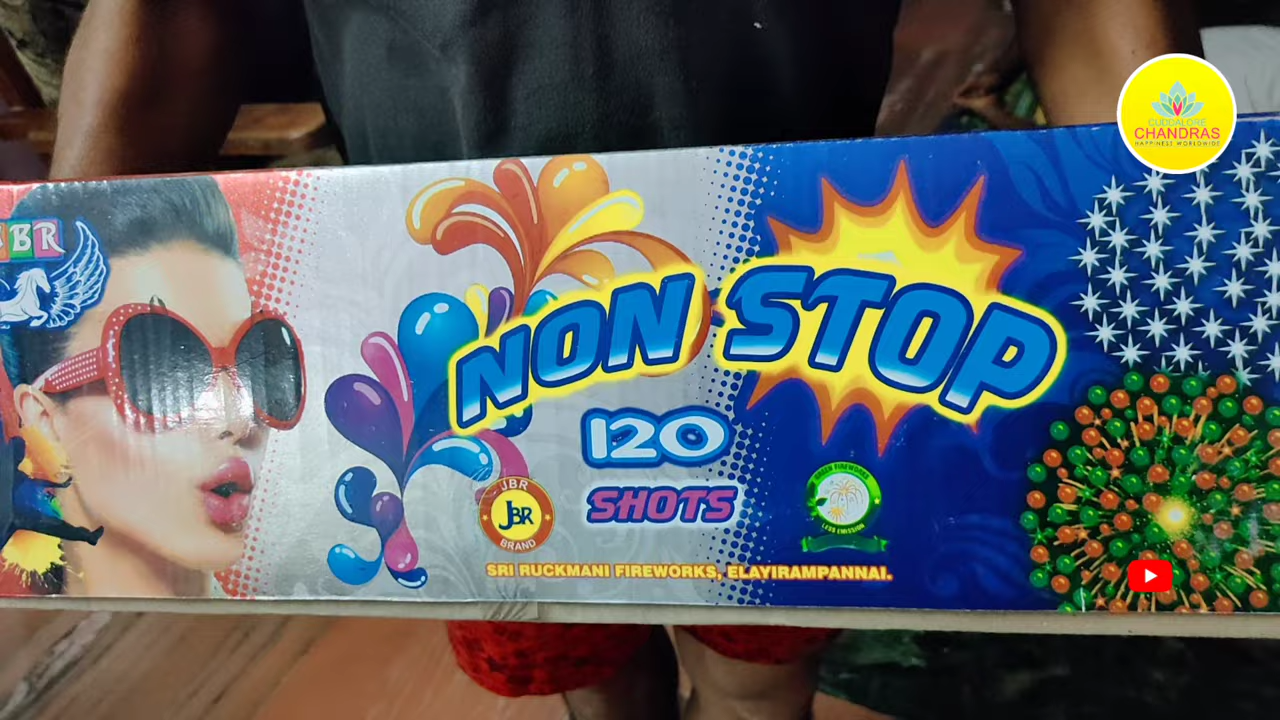 CUDDALORE
CHANDRAS
HAPPINESS WORLDWIDE
JBR
NON STOP
120
SHOTS
JBR
JBR
BRAND
GREEN FIREWORKS
LESS EMISSION
SRI RUCKMANI FIREWORKS, ELAYIRAMPANNAI.